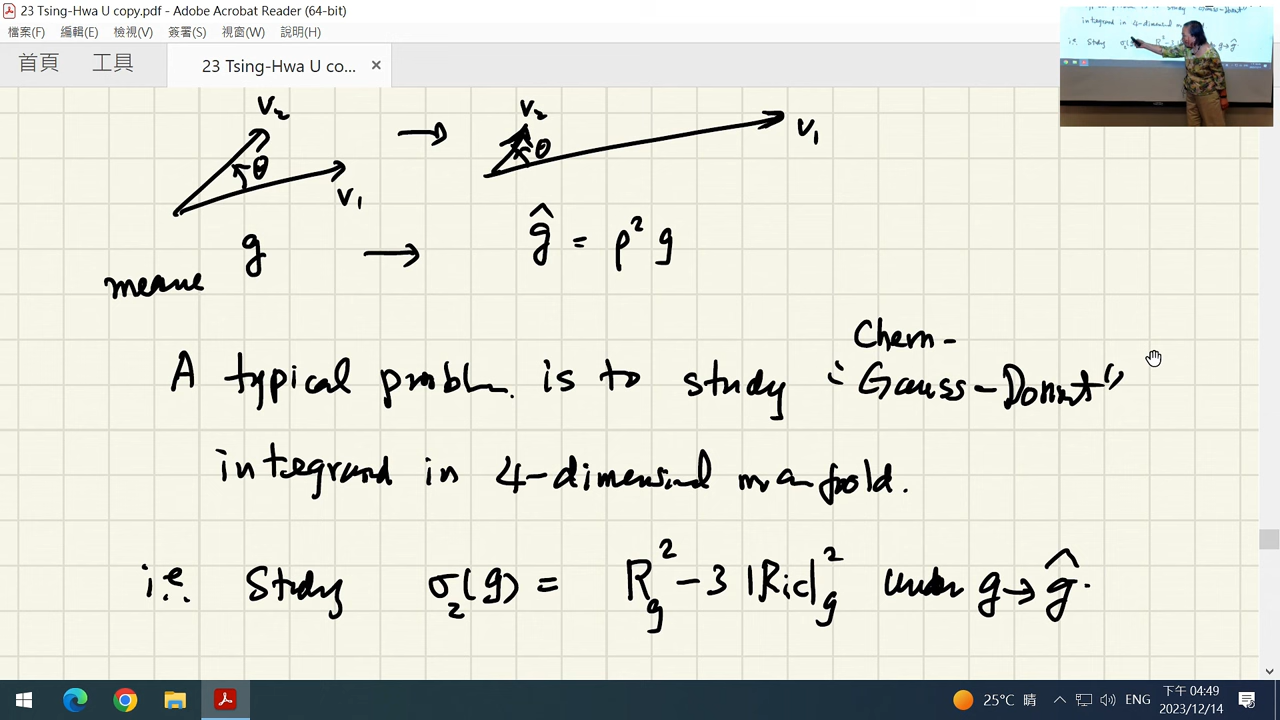 23 Tsing-Hwa U copy.pdf - Adobe Acrobat Reader (64-bit)
檔案(F) 編輯(E) 檢視(V) 簽署(S) 視窗(W) 說明(H)
首頁 工具 23 Tsing-Hwa U co... ×
V₂ → V₂
θ θ
V₁ V₁
g → ĝ = ρ² g
means
Chern-
A typical problem is to study "Gauss-Bonnet"
integrand in 4-dimensional manfold.
i.e. Study σ₂(g) = R_g² - 3 |Ric|_g² under g → ĝ.
25°C 晴 ENG 下午 04:49
2023/12/14